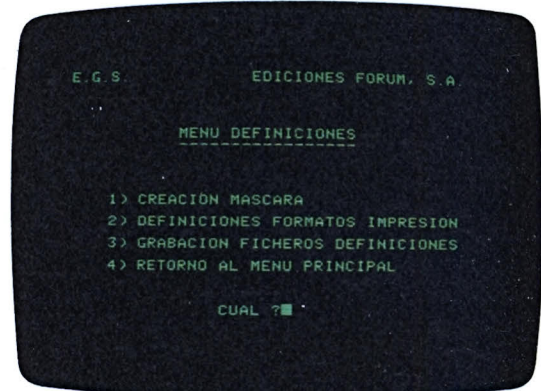 E.G.S. EDICIONES FORUM, S.A.
MENU DEFINICIONES
1) CREACION MASCARA
2) DEFINICIONES FORMATOS IMPRESION
3) GRABACION FICHEROS DEFINICIONES
4) RETORNO AL MENU PRINCIPAL
CUAL ?